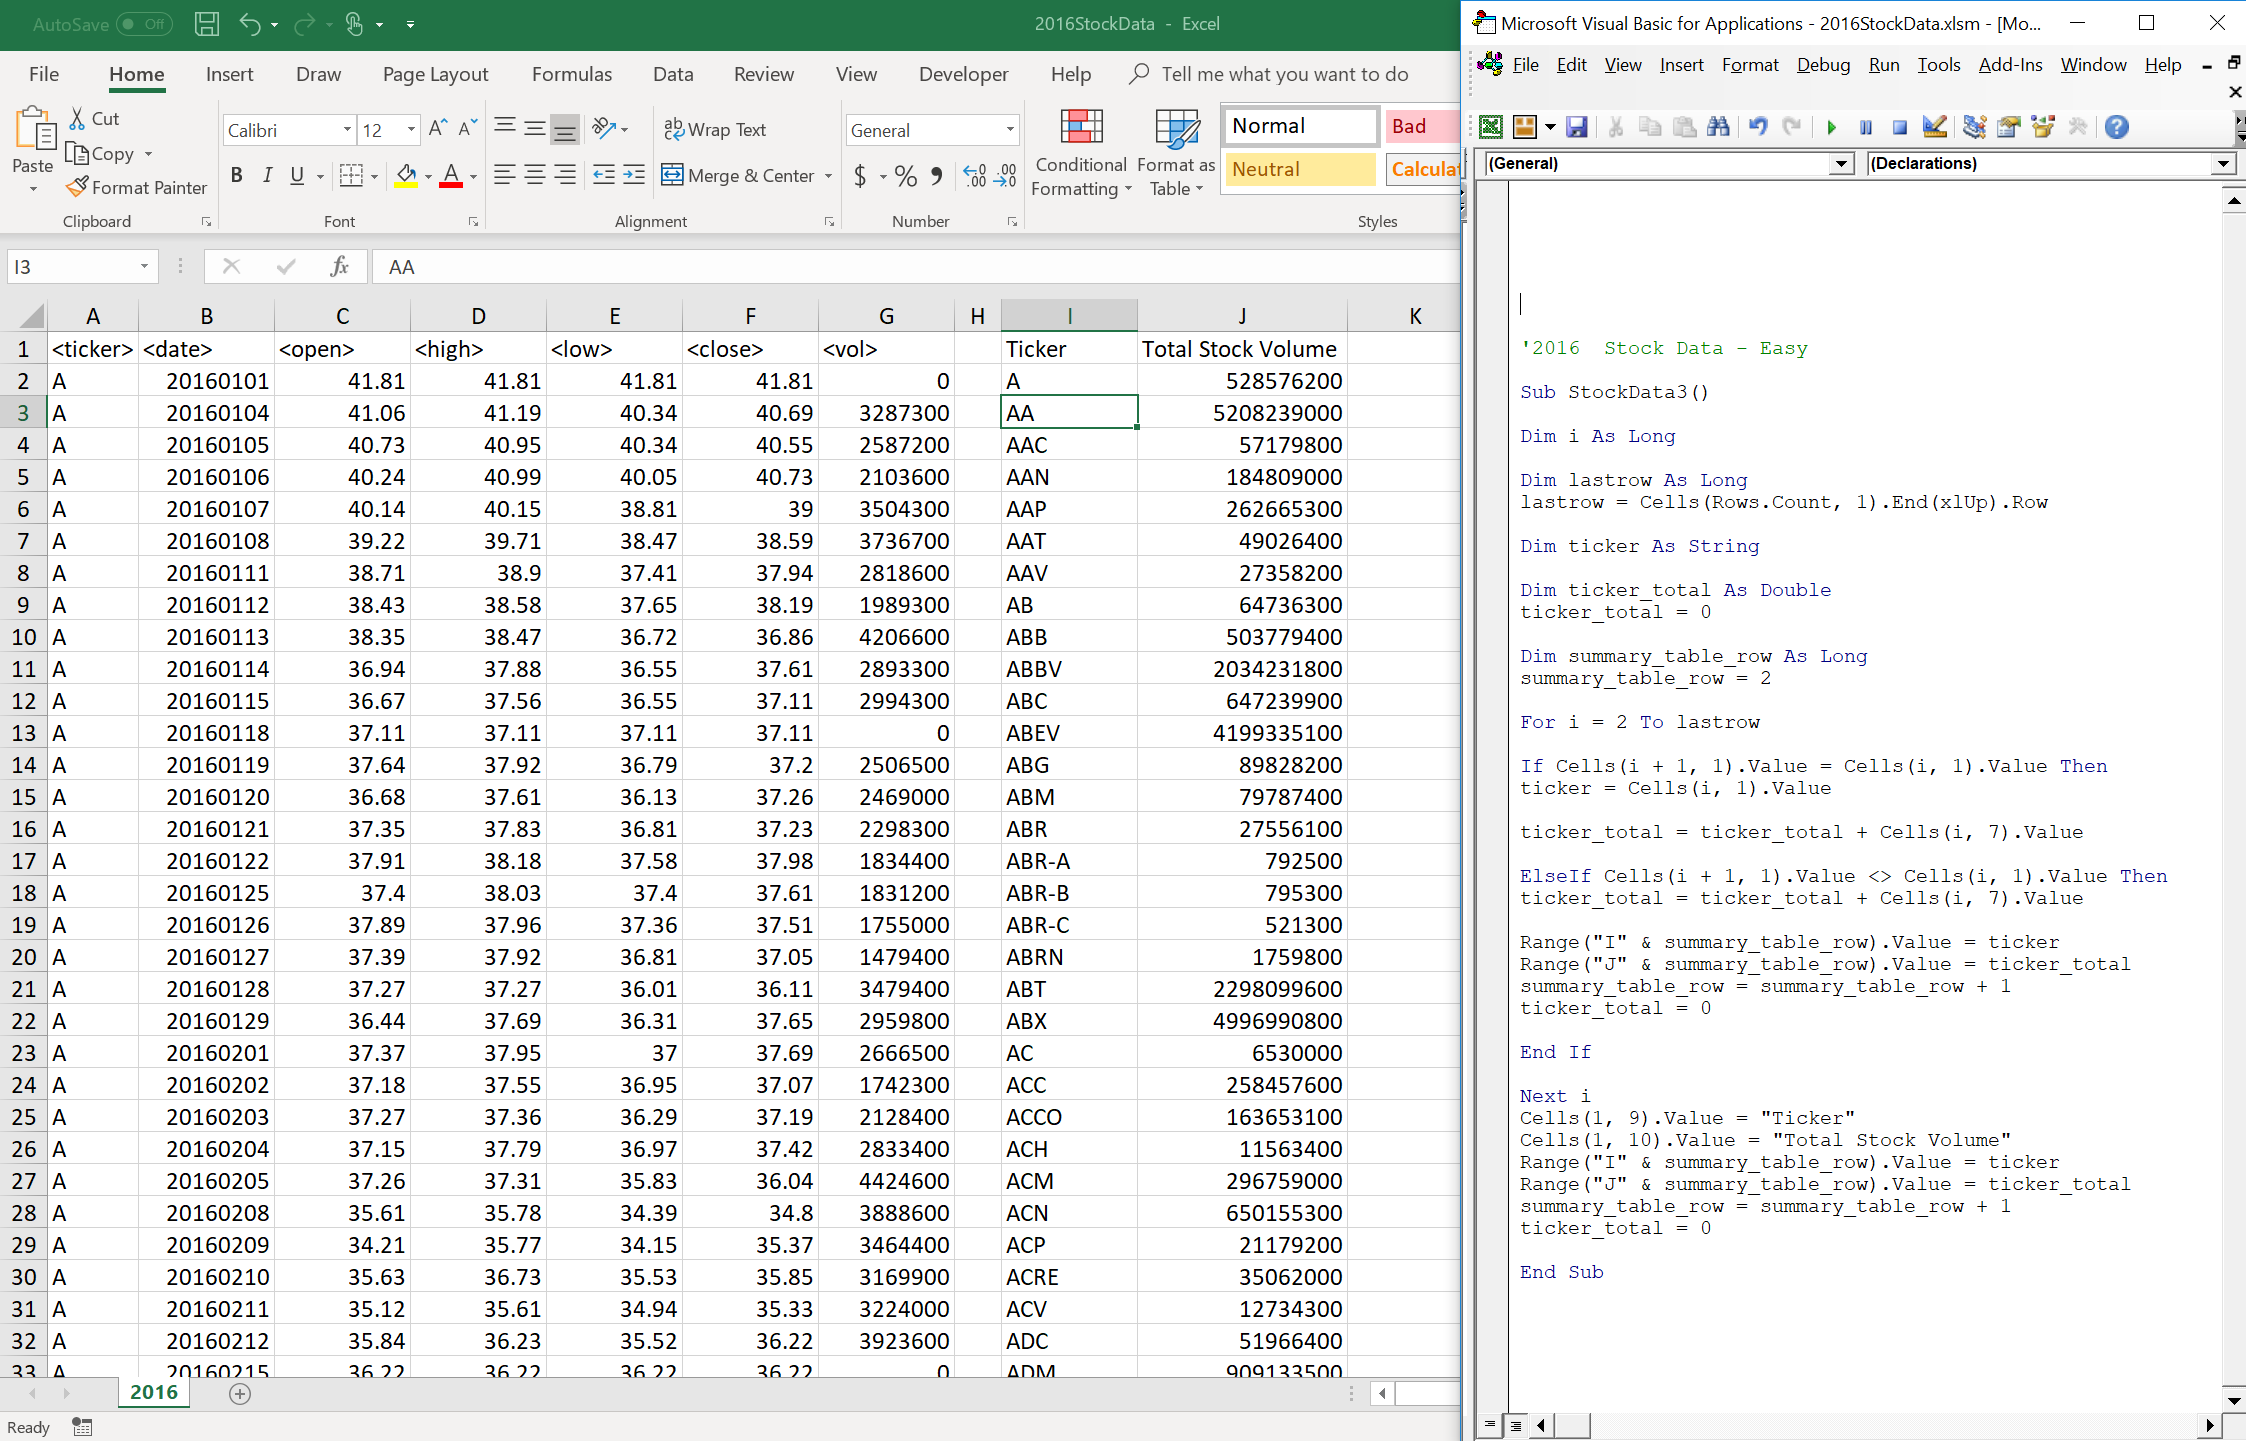 AutoSave Off
2016StockData - Excel
File Home Insert Draw Page Layout Formulas Data Review View Developer Help Tell me what you want to do
Paste
Cut
Copy
Format Painter
Clipboard
Calibri 12
B I U
Font
Wrap Text
Merge & Center
Alignment
General
$ % 9
Number
Conditional Formatting
Format as Table
Normal Bad
Neutral Calcula
Styles
I3 fx AA
A B C D E F G H I J K
1 <ticker> <date> <open> <high> <low> <close> <vol> Ticker Total Stock Volume
2 A 20160101 41.81 41.81 41.81 41.81 0 A 528576200
3 A 20160104 41.06 41.19 40.34 40.69 3287300 AA 5208239000
4 A 20160105 40.73 40.95 40.34 40.55 2587200 AAC 57179800
5 A 20160106 40.24 40.99 40.05 40.73 2103600 AAN 184809000
6 A 20160107 40.14 40.15 38.81 39 3504300 AAP 262665300
7 A 20160108 39.22 39.71 38.47 38.59 3736700 AAT 49026400
8 A 20160111 38.71 38.9 37.41 37.94 2818600 AAV 27358200
9 A 20160112 38.43 38.58 37.65 38.19 1989300 AB 64736300
10 A 20160113 38.35 38.47 36.72 36.86 4206600 ABB 503779400
11 A 20160114 36.94 37.88 36.55 37.61 2893300 ABBV 2034231800
12 A 20160115 36.67 37.56 36.55 37.11 2994300 ABC 647239900
13 A 20160118 37.11 37.11 37.11 37.11 0 ABEV 4199335100
14 A 20160119 37.64 37.92 36.79 37.2 2506500 ABG 89828200
15 A 20160120 36.68 37.61 36.13 37.26 2469000 ABM 79787400
16 A 20160121 37.35 37.83 36.81 37.23 2298300 ABR 27556100
17 A 20160122 37.91 38.18 37.58 37.98 1834400 ABR-A 792500
18 A 20160125 37.4 38.03 37.4 37.61 1831200 ABR-B 795300
19 A 20160126 37.89 37.96 37.36 37.51 1755000 ABR-C 521300
20 A 20160127 37.39 37.92 36.81 37.05 1479400 ABRN 1759800
21 A 20160128 37.27 37.27 36.01 36.11 3479400 ABT 2298099600
22 A 20160129 36.44 37.69 36.31 37.65 2959800 ABX 4996990800
23 A 20160201 37.37 37.95 37 37.69 2666500 AC 6530000
24 A 20160202 37.18 37.55 36.95 37.07 1742300 ACC 258457600
25 A 20160203 37.27 37.36 36.29 37.19 2128400 ACCO 163653100
26 A 20160204 37.15 37.79 36.97 37.42 2833400 ACH 11563400
27 A 20160205 37.26 37.31 35.83 36.04 4424600 ACM 296759000
28 A 20160208 35.61 35.78 34.39 34.8 3888600 ACN 650155300
29 A 20160209 34.21 35.77 34.15 35.37 3464400 ACP 21179200
30 A 20160210 35.63 36.73 35.53 35.85 3169900 ACRE 35062000
31 A 20160211 35.12 35.61 34.94 35.33 3224000 ACV 12734300
32 A 20160212 35.84 36.23 35.52 36.22 3923600 ADC 51966400
33 A 20160215 36.22 36.22 36.22 36.22 0 ADM 909133500
2016
Ready
Microsoft Visual Basic for Applications - 2016StockData.xlsm - [Mo...
File Edit View Insert Format Debug Run Tools Add-Ins Window Help
(General) (Declarations)
'2016  Stock Data - Easy
Sub StockData3()
Dim i As Long
Dim lastrow As Long
lastrow = Cells(Rows.Count, 1).End(xlUp).Row
Dim ticker As String
Dim ticker_total As Double
ticker_total = 0
Dim summary_table_row As Long
summary_table_row = 2
For i = 2 To lastrow
If Cells(i + 1, 1).Value = Cells(i, 1).Value Then
ticker = Cells(i, 1).Value
ticker_total = ticker_total + Cells(i, 7).Value
ElseIf Cells(i + 1, 1).Value <> Cells(i, 1).Value Then
ticker_total = ticker_total + Cells(i, 7).Value
Range("I" & summary_table_row).Value = ticker
Range("J" & summary_table_row).Value = ticker_total
summary_table_row = summary_table_row + 1
ticker_total = 0
End If
Next i
Cells(1, 9).Value = "Ticker"
Cells(1, 10).Value = "Total Stock Volume"
Range("I" & summary_table_row).Value = ticker
Range("J" & summary_table_row).Value = ticker_total
summary_table_row = summary_table_row + 1
ticker_total = 0
End Sub